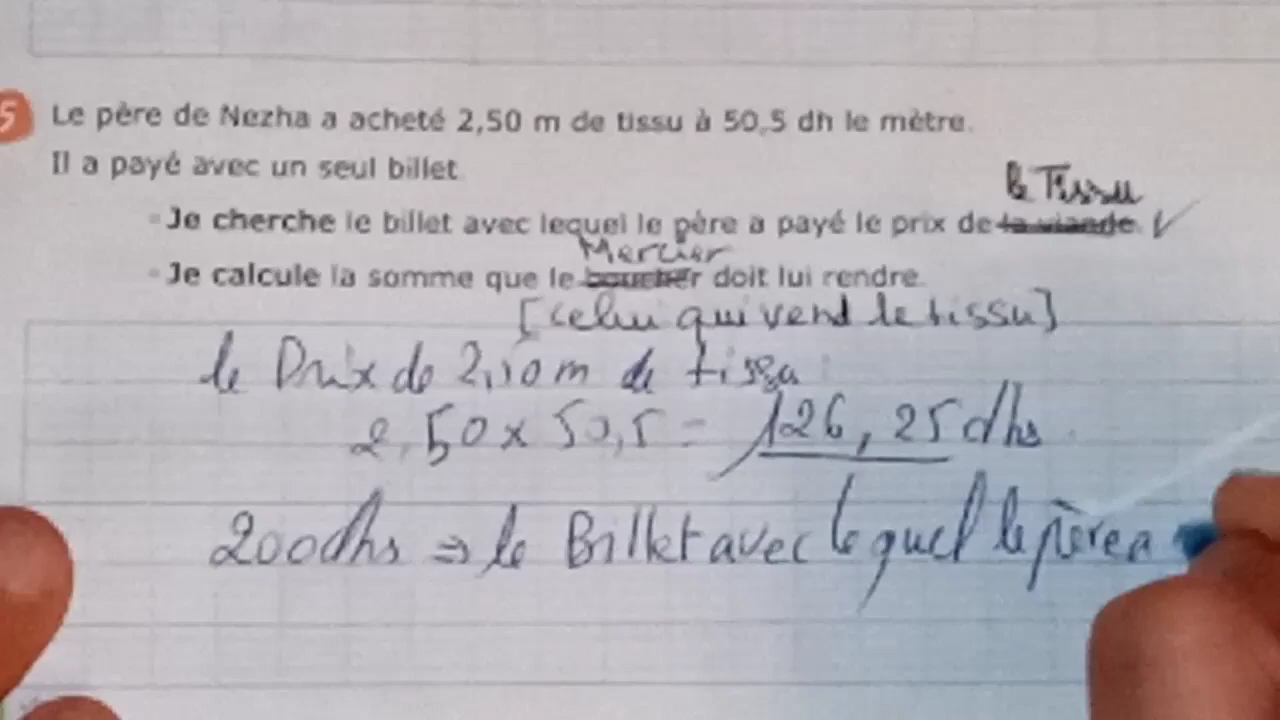 5 Le père de Nezha a acheté 2,50 m de tissu à 50,5 dh le mètre.
Il a payé avec un seul billet.
le Tissu
- Je cherche le billet avec lequel le père a payé le prix de la viande.
Mercier
- Je calcule la somme que le boucher doit lui rendre.
[celui qui vend le tissu]
le Prix de 2,50m de tissu :
2,50 x 50,5 = 126,25 dhs.
200dhs ⇒ le Billet avec lequel le père a